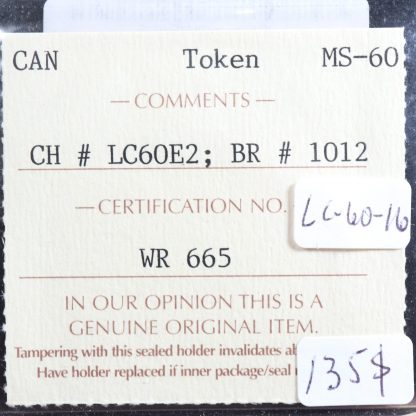 CAN Token MS-60
— COMMENTS —
CH # LC60E2; BR # 1012
— CERTIFICATION NO.
LC-60-16
WR 665
IN OUR OPINION THIS IS A
GENUINE ORIGINAL ITEM.
Tampering with this sealed holder invalidates
Have holder replaced if inner package/seal
135$